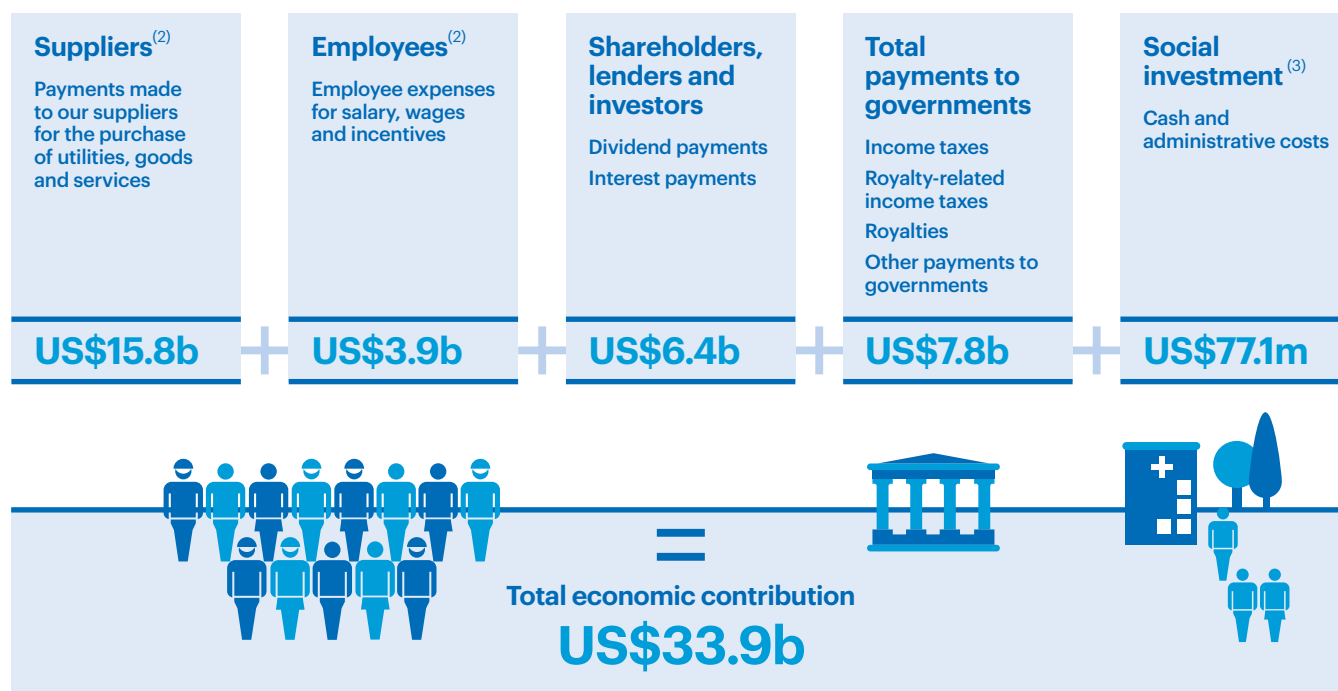 Suppliers(2)
Payments made
to our suppliers
for the purchase
of utilities, goods
and services
US$15.8b
+
Employees(2)
Employee expenses
for salary, wages
and incentives
US$3.9b
+
Shareholders,
lenders and
investors
Dividend payments
Interest payments
US$6.4b
+
Total
payments to
governments
Income taxes
Royalty-related
income taxes
Royalties
Other payments to
governments
US$7.8b
+
Social
investment(3)
Cash and
administrative costs
US$77.1m
=
Total economic contribution
US$33.9b